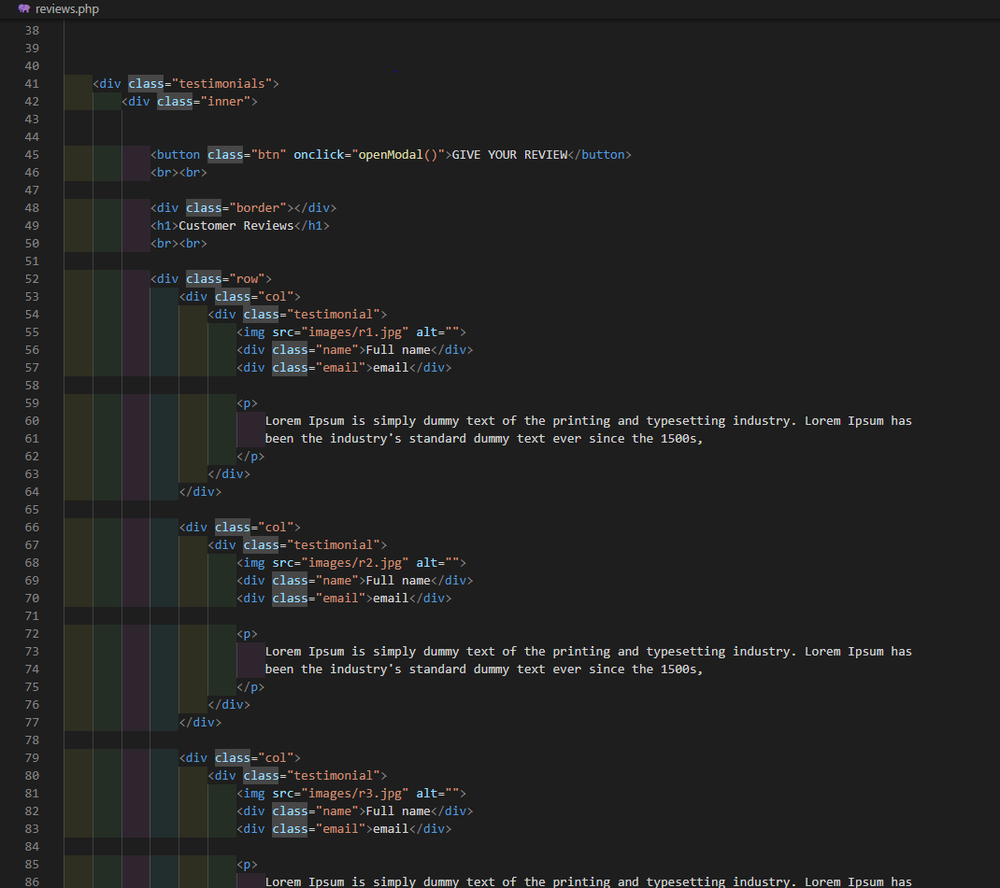 reviews.php
38
39
40
41 <div class="testimonials">
42 <div class="inner">
43
44
45 <button class="btn" onclick="openModal()">GIVE YOUR REVIEW</button>
46 <br><br>
47
48 <div class="border"></div>
49 <h1>Customer Reviews</h1>
50 <br><br>
51
52 <div class="row">
53 <div class="col">
54 <div class="testimonial">
55 <img src="images/r1.jpg" alt="">
56 <div class="name">Full name</div>
57 <div class="email">email</div>
58
59 <p>
60 Lorem Ipsum is simply dummy text of the printing and typesetting industry. Lorem Ipsum has
61 been the industry's standard dummy text ever since the 1500s,
62 </p>
63 </div>
64 </div>
65
66 <div class="col">
67 <div class="testimonial">
68 <img src="images/r2.jpg" alt="">
69 <div class="name">Full name</div>
70 <div class="email">email</div>
71
72 <p>
73 Lorem Ipsum is simply dummy text of the printing and typesetting industry. Lorem Ipsum has
74 been the industry's standard dummy text ever since the 1500s,
75 </p>
76 </div>
77 </div>
78
79 <div class="col">
80 <div class="testimonial">
81 <img src="images/r3.jpg" alt="">
82 <div class="name">Full name</div>
83 <div class="email">email</div>
84
85 <p>
86 Lorem Ipsum is simply dummy text of the printing and typesetting industry. Lorem Ipsum has